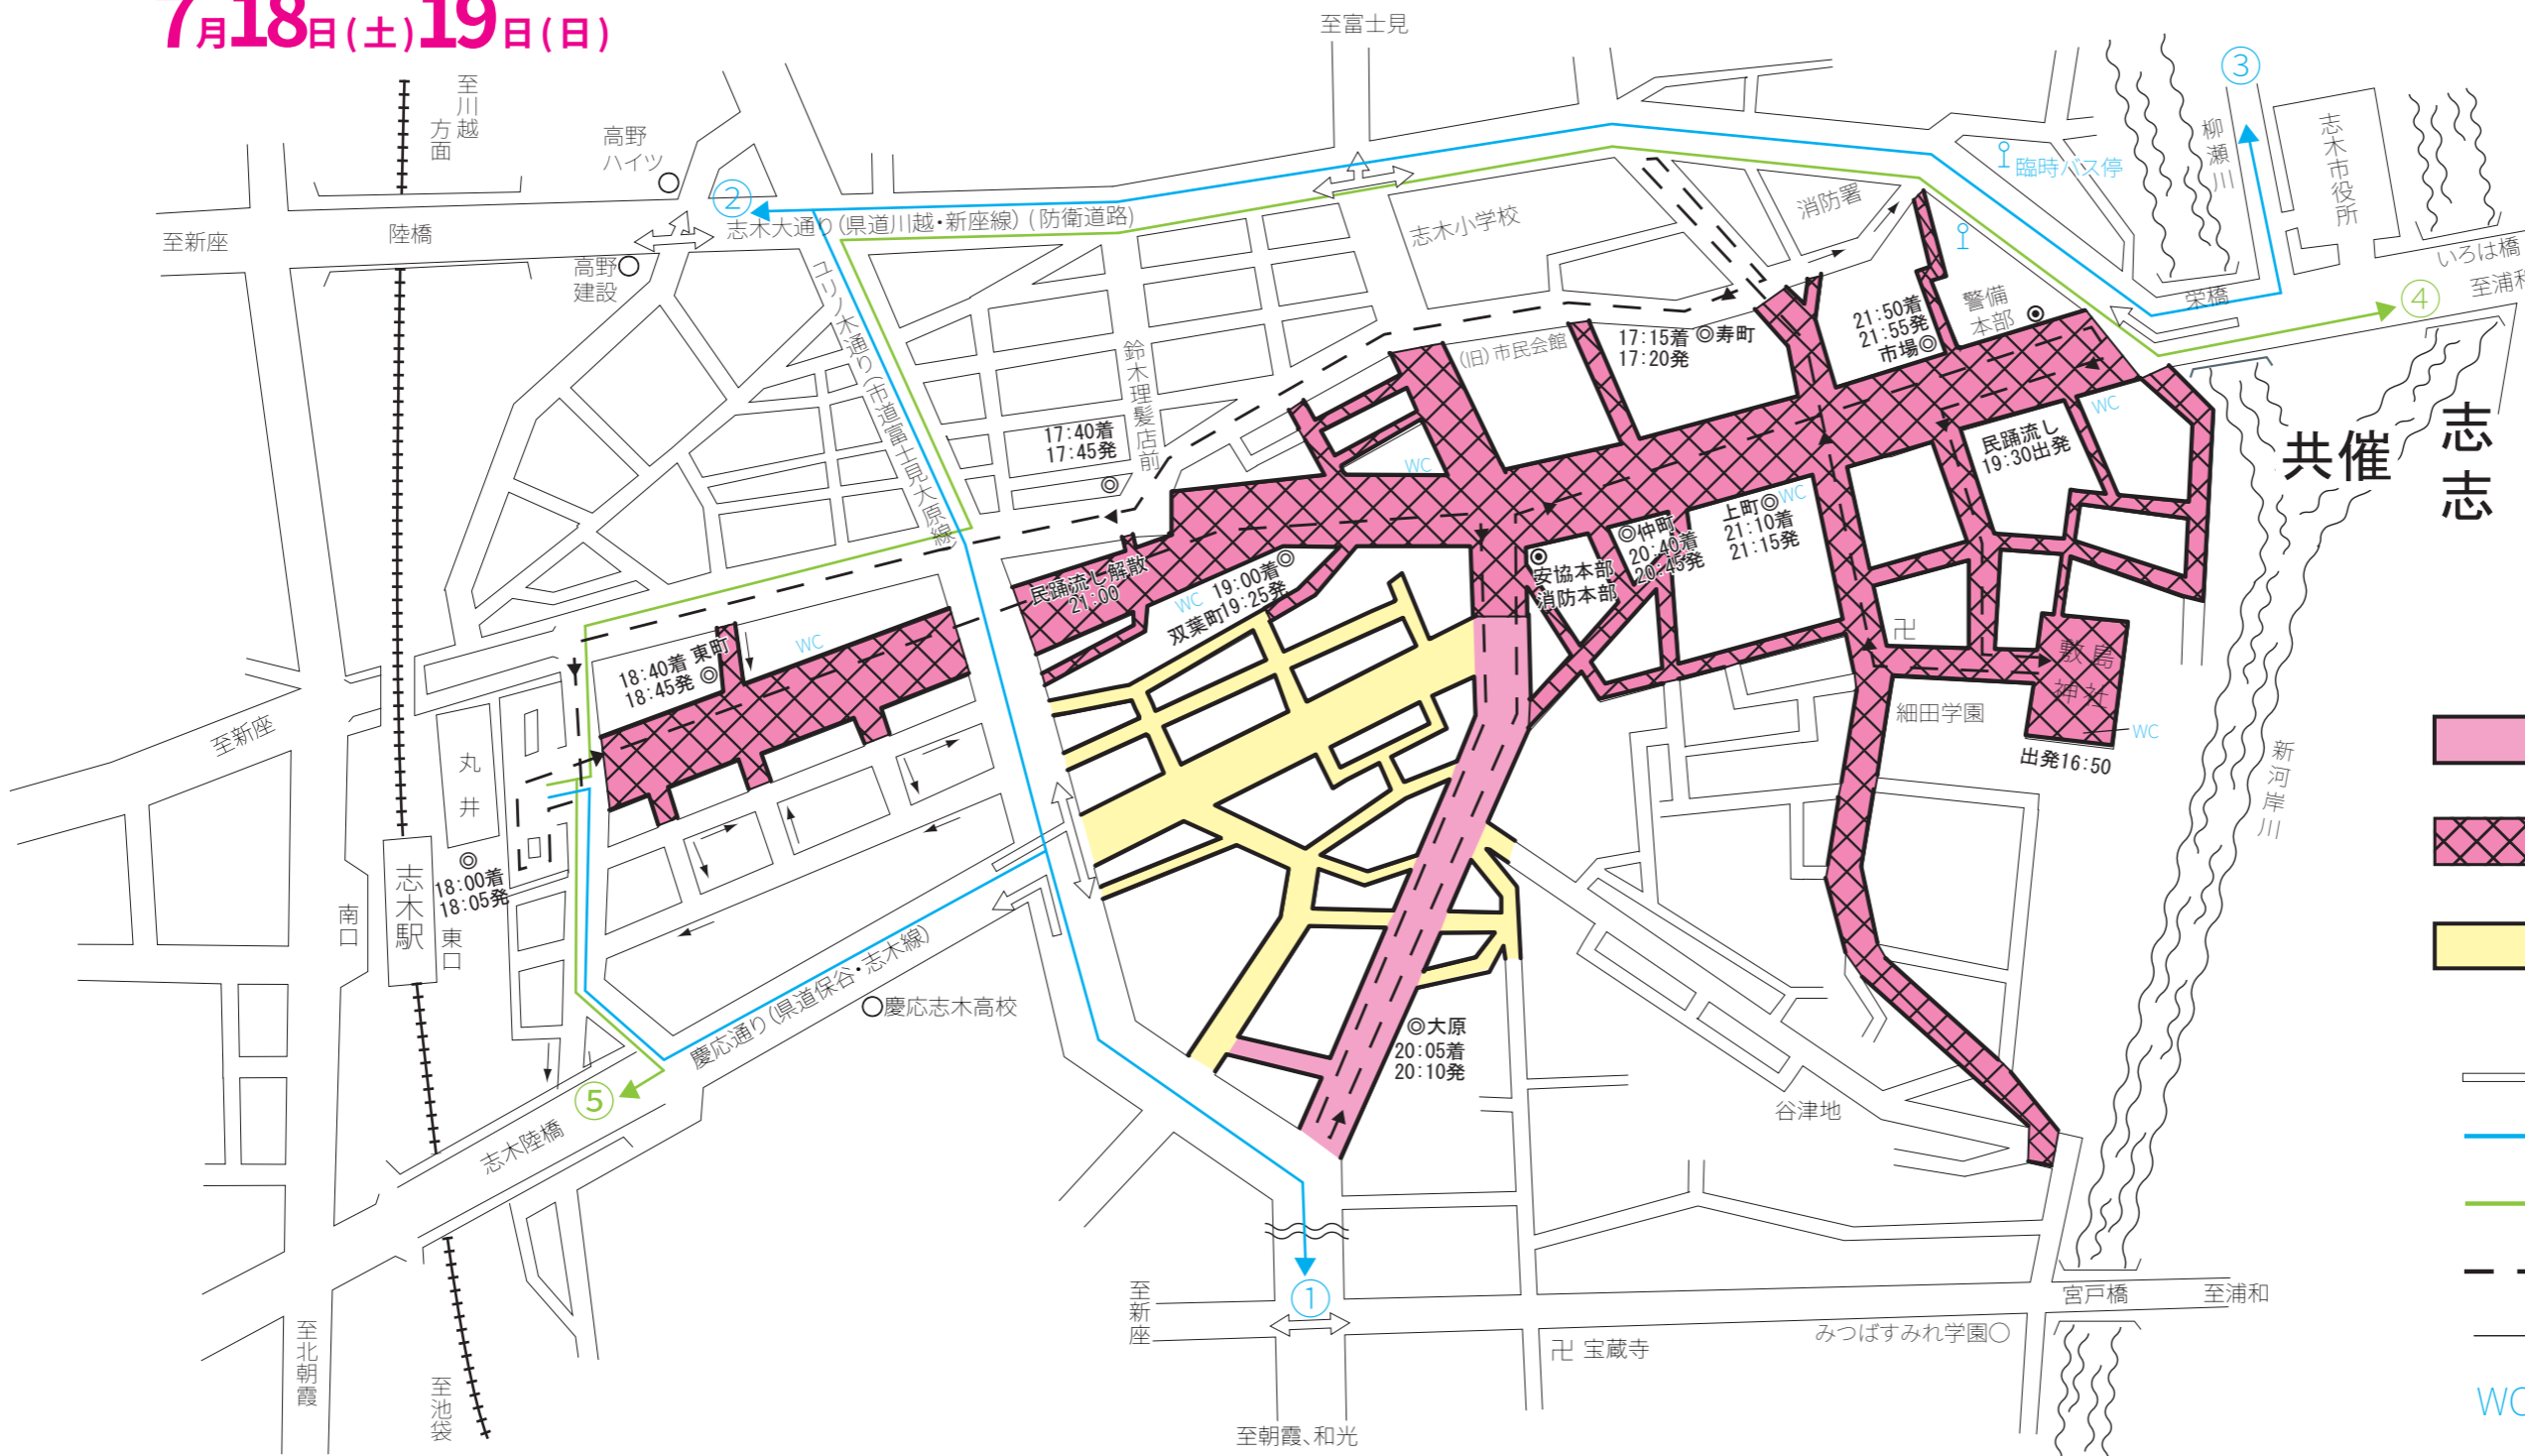 7月18日(土)19日(日)
至富士見
③
至川越
方面
高野
ハイツ
柳瀬川
志木市役所
臨時バス停
②
消防署
志木大通り(県道川越・新座線)(防衛道路)
志木小学校
至新座
陸橋
いろは橋
至浦和
高野
建設
ユリノ木通り(市道富士見大原線)
栄橋
④
警備
本部
21:50着
21:55発
市場◎
鈴木理髪店前
(旧)市民会館
17:15着 ◎寿町
17:20発
WC
17:40着
17:45発
民踊流し
19:30出発
共催
志
志
WC
上町◎WC
21:10着
21:15発
◎仲町
20:40着
20:45発
安協本部
消防本部
民踊流し解散
21:00
WC 19:00着◎
双葉町19:25発
卍
敷島
神社
18:40着 東町
18:45発 ◎
WC
細田学園
WC
出発16:50
至新座
丸井
新河岸川
18:00着
18:05発
志木駅
南口
東口
慶応通り(県道保谷・志木線)
慶応志木高校
◎大原
20:05着
20:10発
⑤
谷津地
志木陸橋
①
至新座
宮戸橋
至浦和
みつばすみれ学園
卍 宝蔵寺
至北朝霞
至池袋
至朝霞、和光
WC